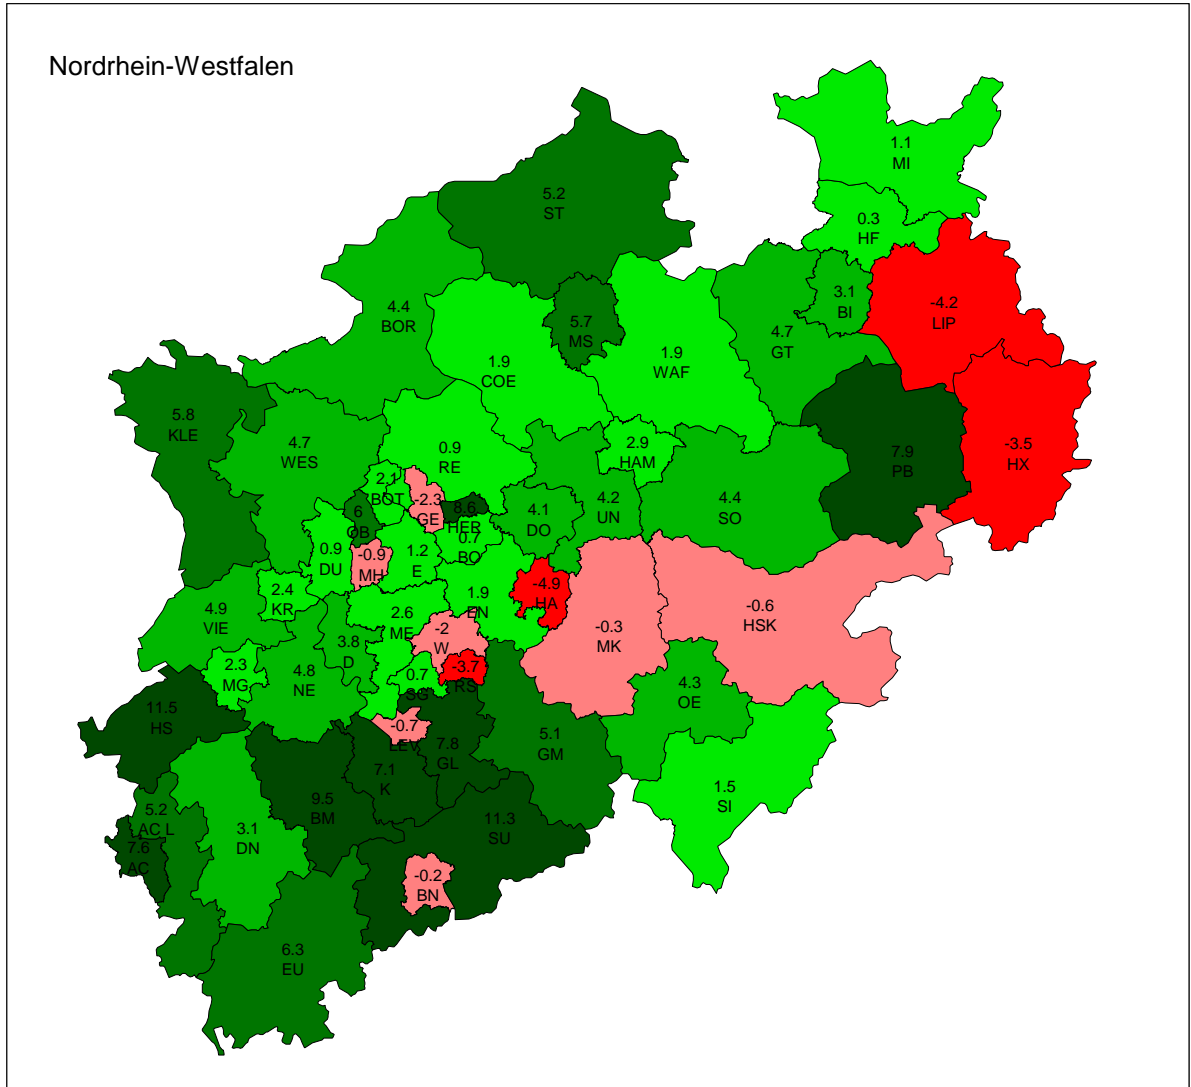 Nordrhein-Westfalen
1.1
MI
5.2
ST
0.3
HF
3.1
BI
-4.2
LIP
4.4
BOR
5.7
MS
4.7
GT
1.9
COE
1.9
WAF
5.8
KLE
4.7
WES
0.9
RE
2.9
HAM
7.9
PB
-3.5
HX
2.1
BOT
-2.3
GE
8.6
HER
4.1
DO
4.2
UN
4.4
SO
6
OB
0.7
BO
0.9
DU
-0.9
MH
1.2
E
2.4
KR
1.9
EN
-4.9
HA
-0.3
MK
-0.6
HSK
4.9
VIE
2.6
ME
-2
W
3.8
D
2.3
MG
4.8
NE
0.7
SG
-3.7
RS
4.3
OE
11.5
HS
-0.7
LEV
7.8
GL
5.1
GM
7.1
K
9.5
BM
1.5
SI
5.2
AC L
3.1
DN
11.3
SU
7.6
AC
-0.2
BN
6.3
EU